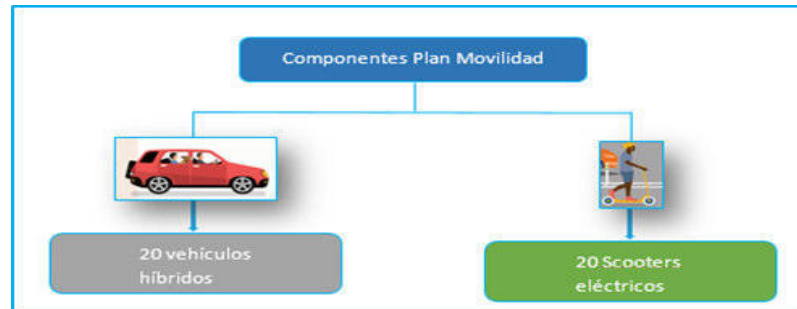 Componentes Plan Movilidad
20 vehículos
híbridos
20 Scooters
eléctricos